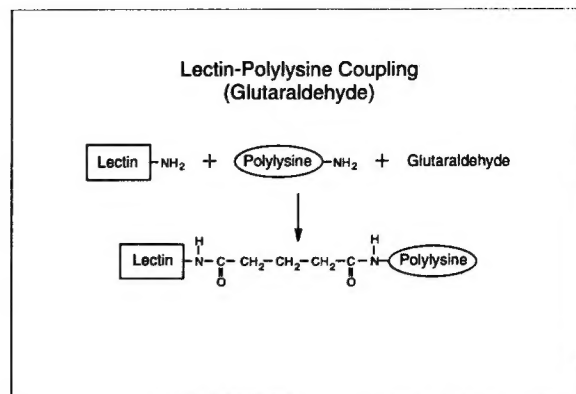 Lectin-Polylysine Coupling
(Glutaraldehyde)
Lectin -NH2 + Polylysine -NH2 + Glutaraldehyde
H H
Lectin -N-C-CH2-CH2-CH2-C-N- Polylysine
O O